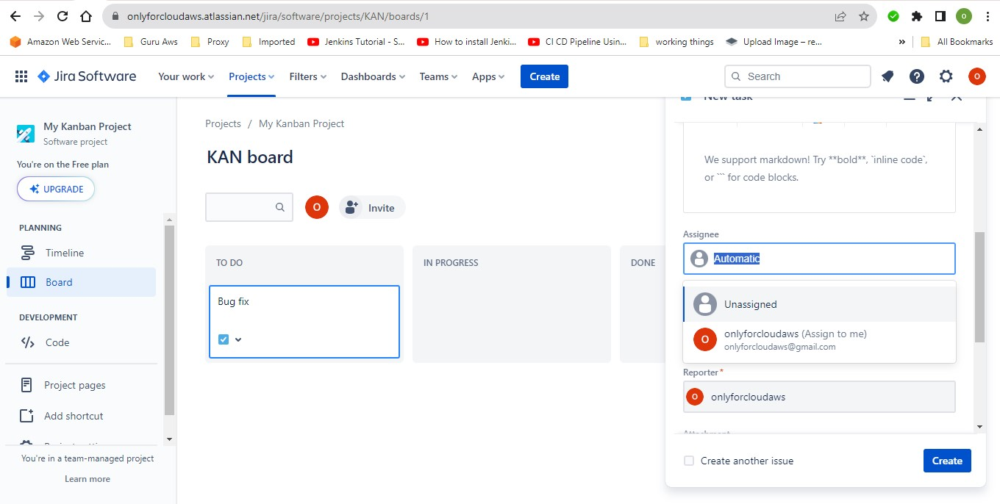 onlyforcloudaws.atlassian.net/jira/software/projects/KAN/boards/1
o
Amazon Web Servic...
Guru Aws
Proxy
Imported
Jenkins Tutorial - S...
How to install Jenki...
CI CD Pipeline Usin...
working things
Upload Image – re...
»
All Bookmarks
Jira Software
Your work
Projects
Filters
Dashboards
Teams
Apps
Create
Search
?
O
My Kanban Project
Software project
You're on the Free plan
UPGRADE
PLANNING
Timeline
Board
DEVELOPMENT
Code
Project pages
Add shortcut
You're in a team-managed project
Learn more
Projects / My Kanban Project
KAN board
O
Invite
TO DO
Bug fix
IN PROGRESS
DONE
New task
We support markdown! Try **bold**, `inline code`,
or ``` for code blocks.
Assignee
Automatic
Unassigned
O
onlyforcloudaws (Assign to me)
onlyforcloudaws@gmail.com
Reporter *
O
onlyforcloudaws
Attachment
Create another issue
Create